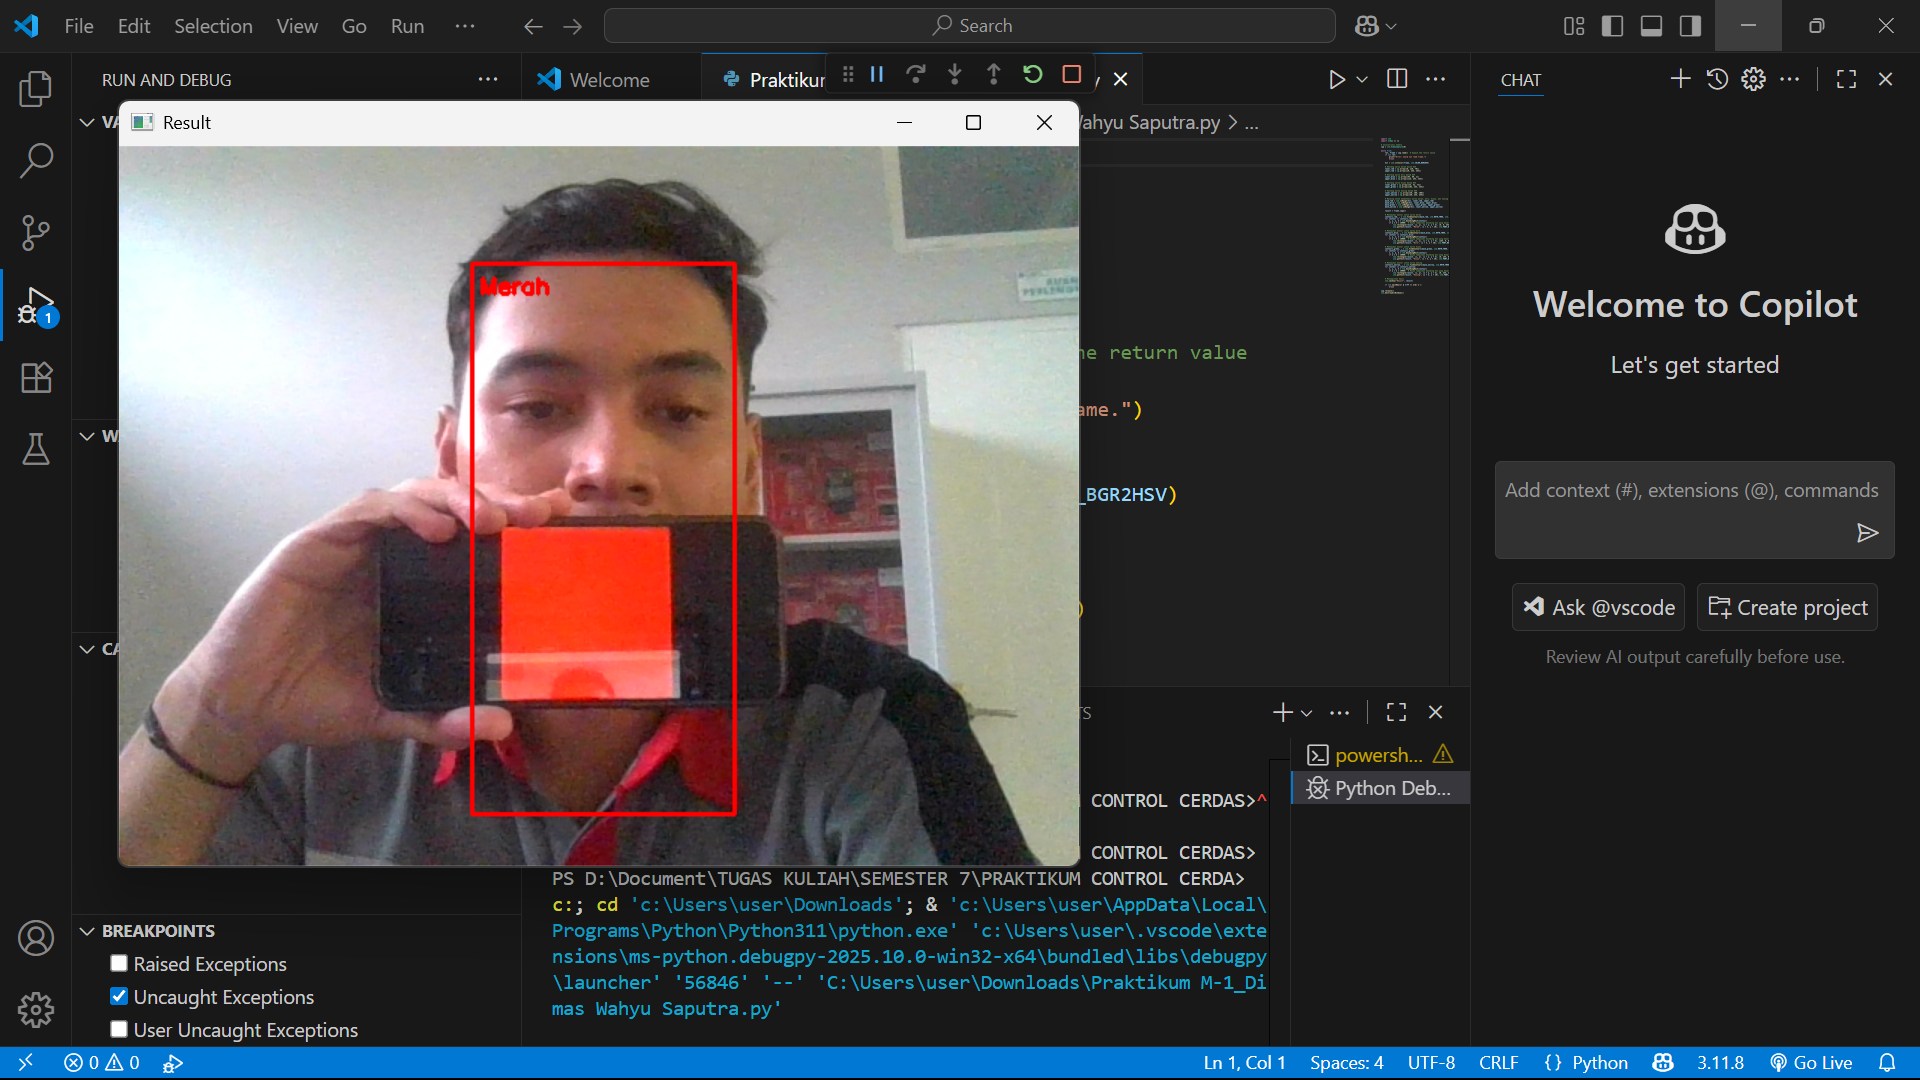 File Edit Selection View Go Run ...
Search
RUN AND DEBUG
Welcome
Praktikum
Result
Wahyu Saputra.py > ...
Merah
return value
ame.")
_BGR2HSV)
)
BREAKPOINTS
Raised Exceptions
Uncaught Exceptions
User Uncaught Exceptions
CONTROL CERDAS>^
CONTROL CERDAS>
PS D:\Document\TUGAS KULIAH\SEMESTER 7\PRAKTIKUM CONTROL CERDA>
c:; cd 'c:\Users\user\Downloads'; & 'c:\Users\user\AppData\Local\
Programs\Python\Python311\python.exe' 'c:\Users\user\.vscode\exte
nsions\ms-python.debugpy-2025.10.0-win32-x64\bundled\libs\debugpy
\launcher' '56846' '--' 'C:\Users\user\Downloads\Praktikum M-1_Di
mas Wahyu Saputra.py'
powersh...
Python Deb...
CHAT
Welcome to Copilot
Let's get started
Add context (#), extensions (@), commands
Ask @vscode
Create project
Review AI output carefully before use.
0 0
Ln 1, Col 1
Spaces: 4
UTF-8
CRLF
{ } Python
3.11.8
Go Live